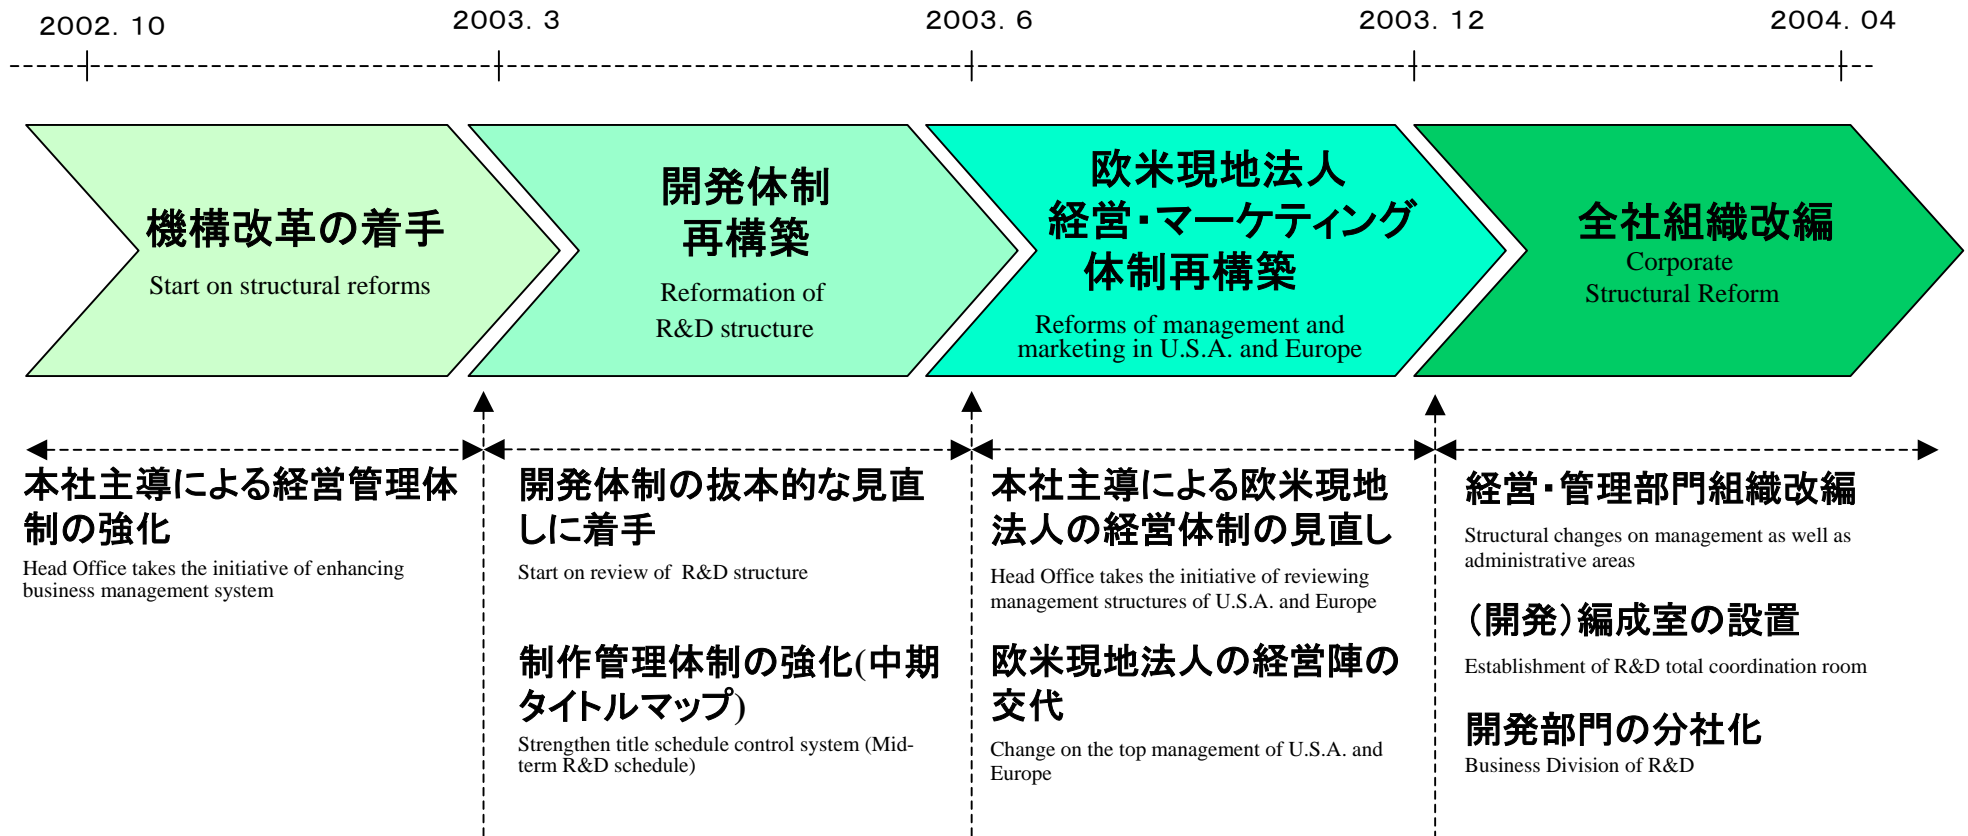 2002. 10
2003. 3
2003. 6
2003. 12
2004. 04
機構改革の着手
Start on structural reforms
開発体制
再構築
Reformation of
R&D structure
欧米現地法人
経営・マーケティング
体制再構築
Reforms of management and
marketing in U.S.A. and Europe
全社組織改編
Corporate
Structural Reform
本社主導による経営管理体
制の強化
Head Office takes the initiative of enhancing
business management system
開発体制の抜本的な見直
しに着手
Start on review of R&D structure
制作管理体制の強化(中期
タイトルマップ)
Strengthen title schedule control system (Mid-
term R&D schedule)
本社主導による欧米現地
法人の経営体制の見直し
Head Office takes the initiative of reviewing
management structures of U.S.A. and Europe
欧米現地法人の経営陣の
交代
Change on the top management of U.S.A. and
Europe
経営・管理部門組織改編
Structural changes on management as well as
administrative areas
（開発）編成室の設置
Establishment of R&D total coordination room
開発部門の分社化
Business Division of R&D